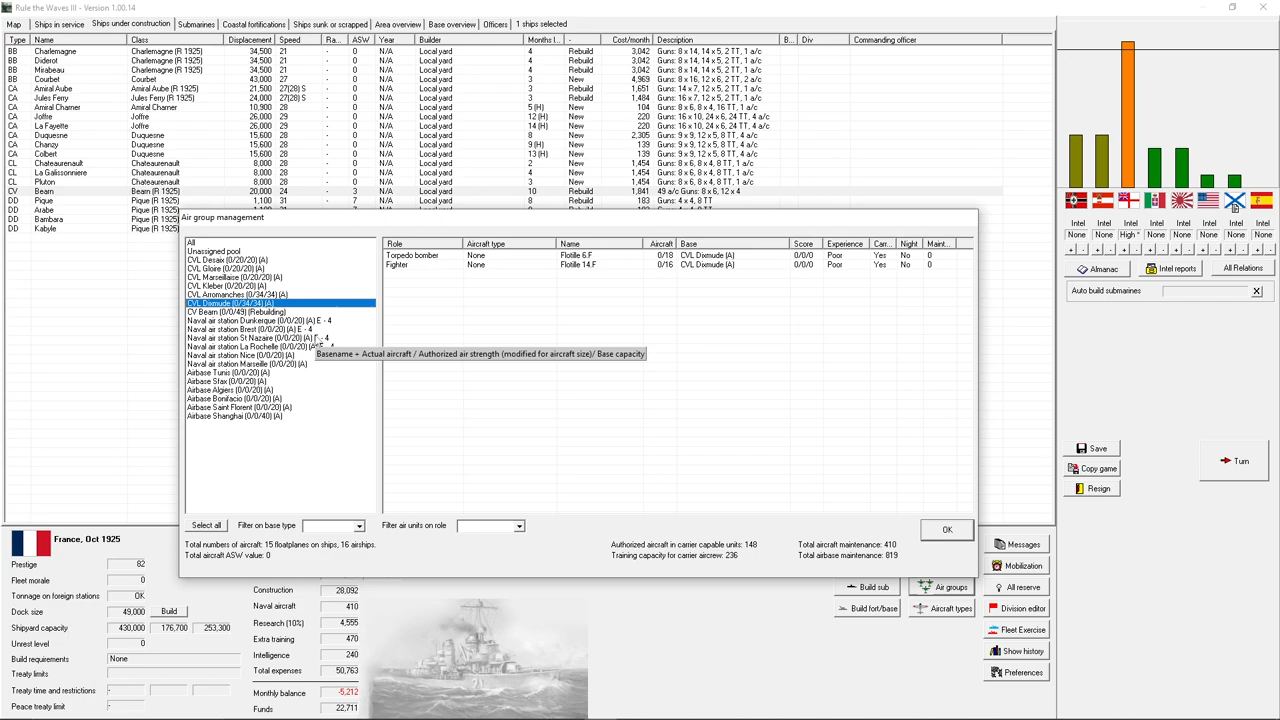 Rule the Waves III - Version 1.00.14
Map Ships in service Ships under construction Submarines Coastal fortifications Ships sunk or scrapped Area overview Base overview Officers 1 ships selected
Type Name Class Displacement Speed Ra... ASW Year Builder Months l... - Cost/month Description B... Div Commanding officer
BB Charlemagne Charlemagne (R 1925) 34,500 21 - 0 N/A Local yard 4 Rebuild 3,042 Guns: 8 x 14, 14 x 5, 2 TT, 1 a/c
BB Diderot Charlemagne (R 1925) 34,500 21 - 0 N/A Local yard 4 Rebuild 3,042 Guns: 8 x 14, 14 x 5, 2 TT, 1 a/c
BB Mirabeau Charlemagne (R 1925) 34,500 21 - 0 N/A Local yard 4 Rebuild 3,042 Guns: 8 x 14, 14 x 5, 2 TT, 1 a/c
BB Courbet Courbet 43,000 27 - 0 N/A Local yard 3 New 4,969 Guns: 8 x 16, 12 x 6, 2 TT
CA Amiral Aube Amiral Aube (R 1925) 21,500 27(28) S - 0 N/A Local yard 3 Rebuild 1,651 Guns: 14 x 7, 12 x 5, 2 TT
CA Jules Ferry Jules Ferry (R 1925) 24,000 27(28) S - 0 N/A Local yard 3 Rebuild 1,484 Guns: 16 x 7, 12 x 5, 2 TT
CA Amiral Charner Amiral Charner 10,900 28 - 0 N/A Local yard 5 (H) New 104 Guns: 8 x 6, 8 x 4, 16 TT, 1 a/c
CA Joffre Joffre 26,000 29 - 0 N/A Local yard 12 (H) New 220 Guns: 16 x 10, 24 x 6, 24 TT, 4 a/c
CA La Fayette Joffre 26,000 29 - 0 N/A Local yard 14 (H) New 220 Guns: 16 x 10, 24 x 6, 24 TT, 4 a/c
CA Duquesne Duquesne 15,600 28 - 0 N/A Local yard 8 New 2,305 Guns: 9 x 9, 12 x 5, 8 TT, 1 a/c
CA Chanzy Duquesne 15,600 28 - 0 N/A Local yard 9 (H) New 139 Guns: 9 x 9, 12 x 5, 8 TT, 1 a/c
CA Colbert Duquesne 15,600 28 - 0 N/A Local yard 13 (H) New 139 Guns: 9 x 9, 12 x 5, 8 TT, 1 a/c
CL Chateaurenault Chateaurenault 8,000 28 - 0 N/A Local yard 2 New 1,454 Guns: 8 x 6, 8 x 4, 6 TT, 1 a/c
CL La Galissonniere Chateaurenault 8,000 28 - 0 N/A Local yard 4 New 1,454 Guns: 8 x 6, 8 x 4, 6 TT, 1 a/c
CL Pluton Chateaurenault 8,000 28 - 0 N/A Local yard 4 New 1,454 Guns: 8 x 6, 8 x 4, 6 TT, 1 a/c
CV Bearn Bearn (R 1925) 20,000 24 - 3 N/A Local yard 10 Rebuild 1,841 49 a/c Guns: 8 x 6, 12 x 4
DD Pique Pique (R 1925) 1,100 31 - 7 N/A Local yard 1 Rebuild 183 Guns: 4 x 4, 8 TT
DD Arabe Pique (R 1925)
DD Bambara Pique (R 1925)
DD Kabyle Pique (R 1925)
Air group management
All
Unassigned pool
CVL Desaix (0/20/20) (A)
CVL Gloire (0/20/20) (A)
CVL Marseillaise (0/20/20) (A)
CVL Kleber (0/20/20) (A)
CVL Arromanches (0/34/34) (A)
CVL Dixmude (0/34/34) (A)
CV Bearn (0/0/49) (Rebuilding)
Naval air station Dunkerque (0/0/20) (A) E - 4
Naval air station Brest (0/0/20) (A) E - 4
Naval air station St Nazaire (0/0/20) (A) E - 4
Naval air station La Rochelle (0/0/20) (A) E - 4
Naval air station Nice (0/0/20) (A)
Naval air station Marseille (0/0/20) (A)
Airbase Tunis (0/0/20) (A)
Airbase Sfax (0/0/20) (A)
Airbase Algiers (0/0/20) (A)
Airbase Bonifacio (0/0/20) (A)
Airbase Saint Florent (0/0/20) (A)
Airbase Shanghai (0/0/40) (A)
Role Aircraft type Name Aircraft Base Score Experience Carr... Night Maint...
Torpedo bomber None Flotille 6.F 0/18 CVL Dixmude (A) 0/0/0 Poor Yes No 0
Fighter None Flotille 14.F 0/16 CVL Dixmude (A) 0/0/0 Poor Yes No 0
Basename + Actual aircraft / Authorized air strength (modified for aircraft size)/ Base capacity
Select all Filter on base type Filter air units on role OK
Total numbers of aircraft: 15 floatplanes on ships, 16 airships.
Total aircraft ASW value: 0
Authorized aircraft in carrier capable units: 148
Training capacity for carrier aircrew: 236
Total aircraft maintenance: 410
Total airbase maintenance: 819
Intel Intel Intel Intel Intel Intel Intel Intel
None None High * None None None None None
+ - + - + - + - + - + - + - + -
Almanac Intel reports All Relations
Auto build submarines
Save
Copy game
Resign
Turn
France, Oct 1925
Prestige 82
Fleet morale 0
Tonnage on foreign stations OK
Dock size 49,000 Build
Shipyard capacity 430,000 176,700 253,300
Unrest level 0
Build requirements None
Treaty limits
Treaty time and restrictions - 
Peace treaty limit -
Construction 28,092
Naval aircraft 410
Research (10%) 4,555
Extra training 470
Intelligence 240
Total expenses 50,763
Monthly balance -5,212
Funds 22,711
Build sub Air groups
Build fort/base Aircraft types
Messages
Mobilization
All reserve
Division editor
Fleet Exercise
Show history
Preferences